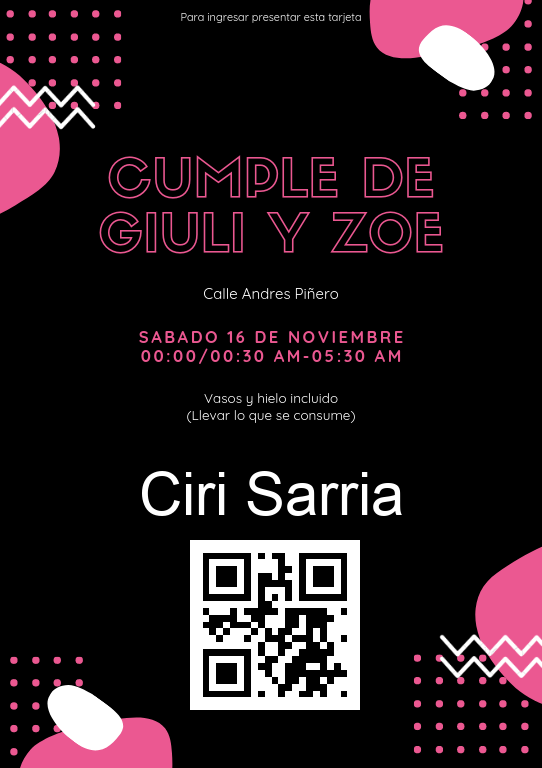 Para ingresar presentar esta tarjeta
CUMPLE DE
GIULI Y ZOE
Calle Andres Piñero
SABADO 16 DE NOVIEMBRE
00:00/00:30 AM-05:30 AM
Vasos y hielo incluido
(Llevar lo que se consume)
Ciri Sarria